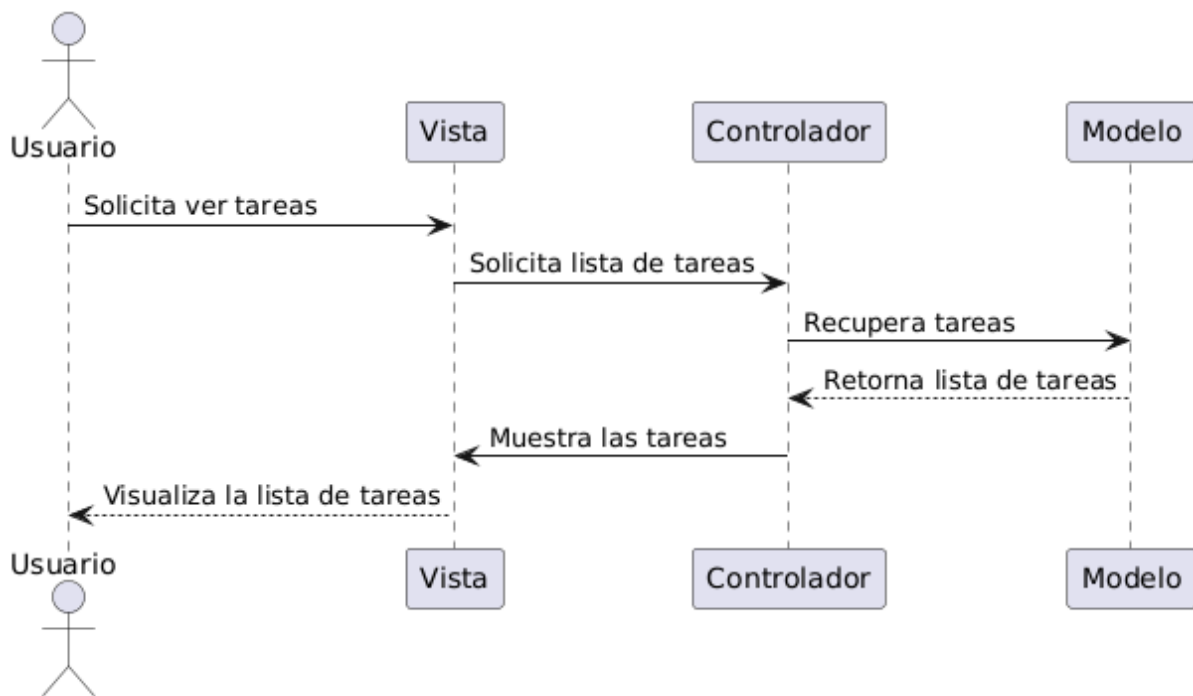 Usuario
Vista
Controlador
Modelo
Solicita ver tareas
Solicita lista de tareas
Recupera tareas
Retorna lista de tareas
Muestra las tareas
Visualiza la lista de tareas
Usuario
Vista
Controlador
Modelo